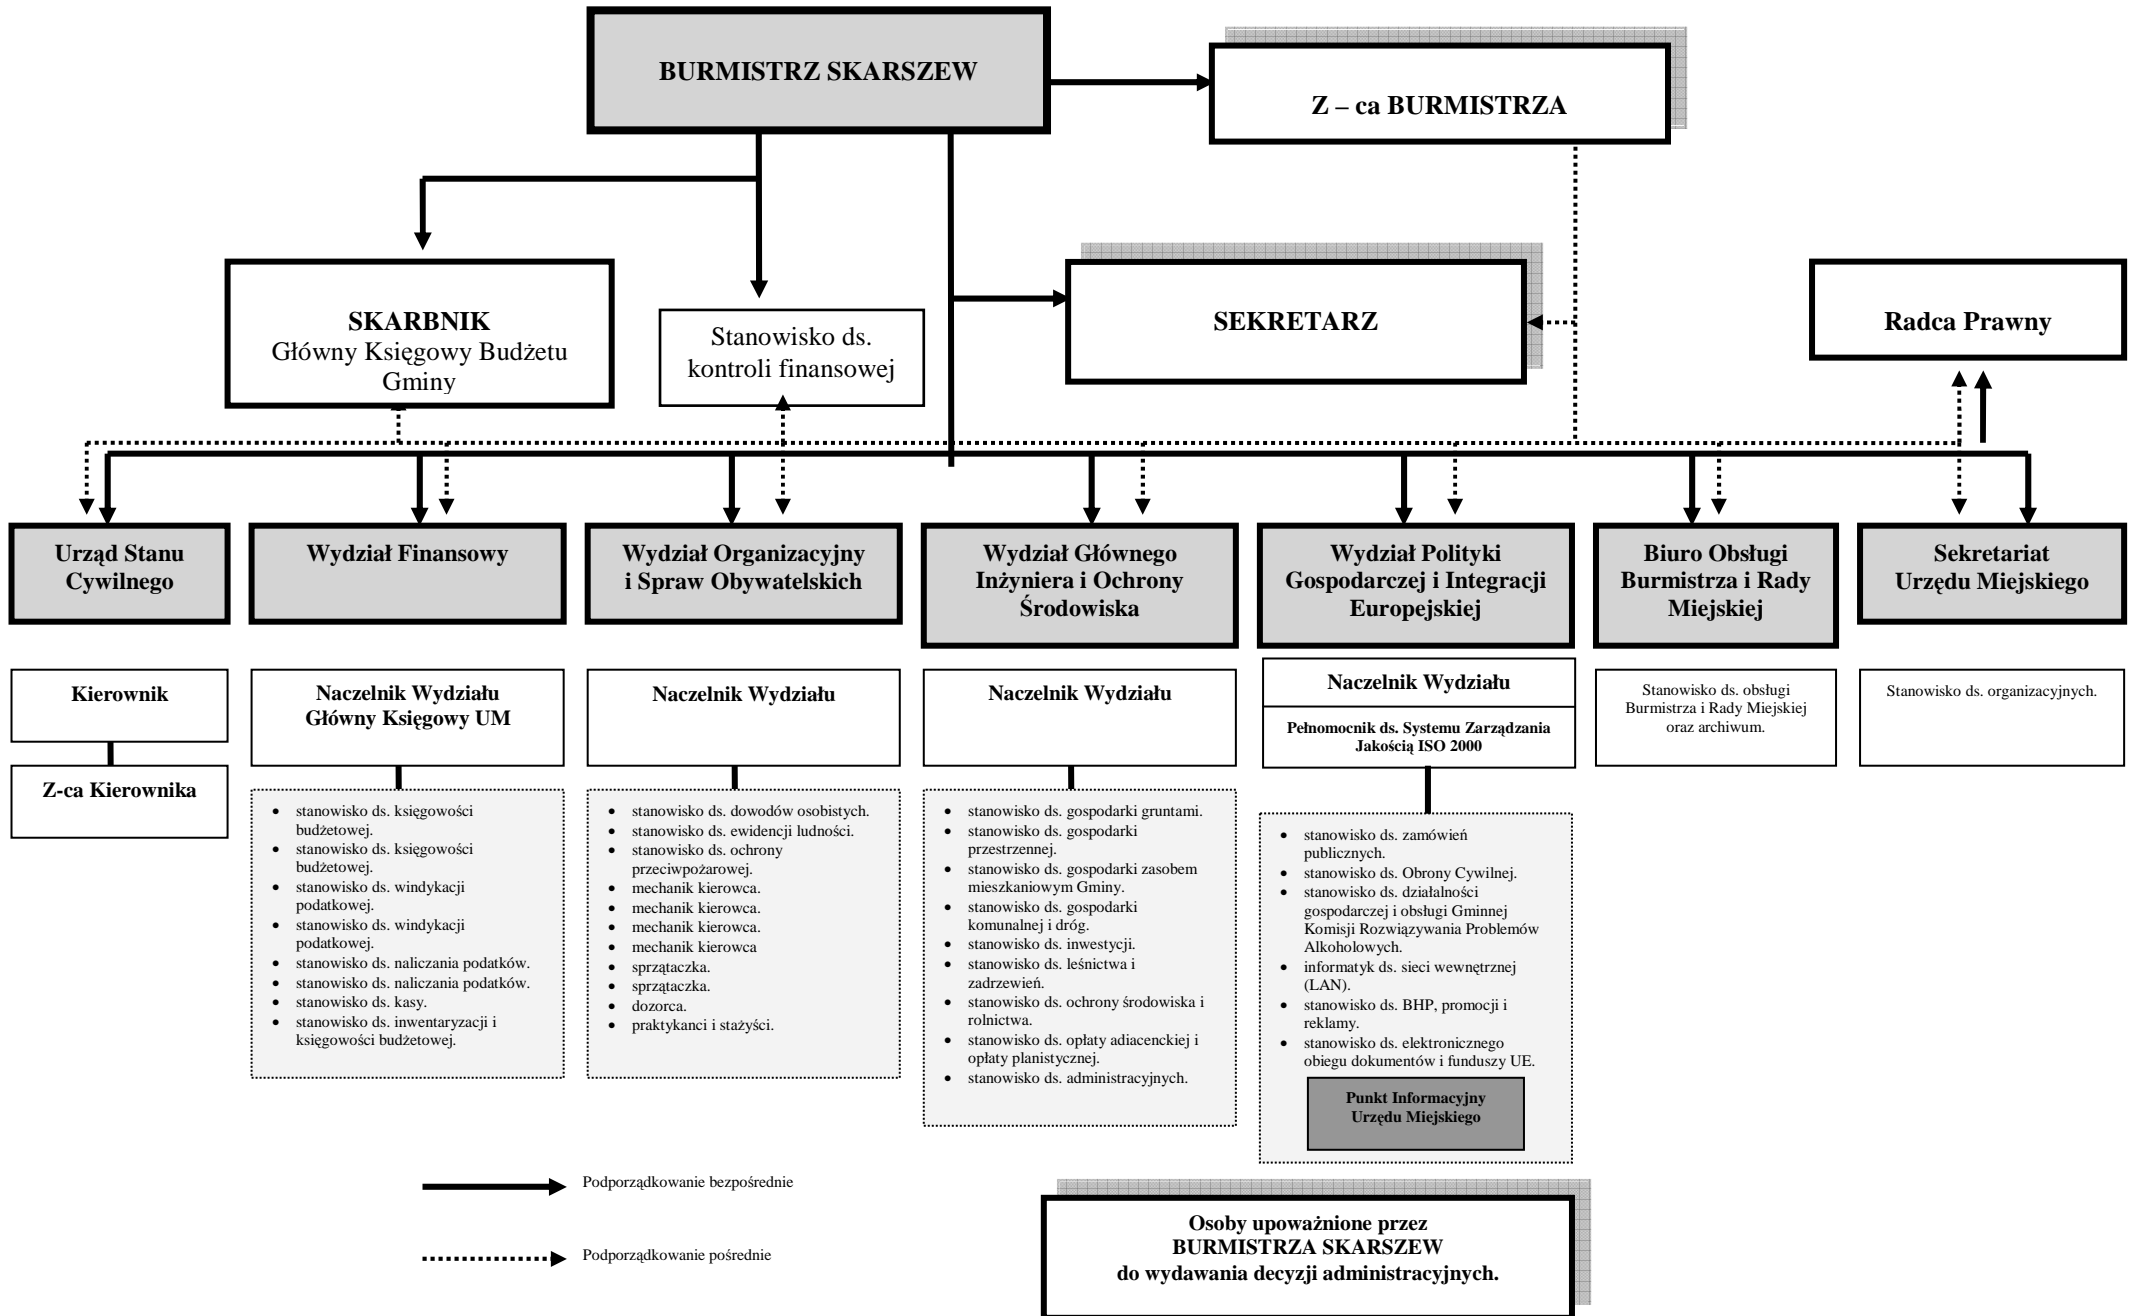 BURMISTRZ SKARSZEW
Z – ca BURMISTRZA
SKARBNIK
Główny Księgowy Budżetu
Gminy
Stanowisko ds.
kontroli finansowej
SEKRETARZ
Radca Prawny
Urząd Stanu
Cywilnego
Wydział Finansowy
Wydział Organizacyjny
i Spraw Obywatelskich
Wydział Głównego
Inżyniera i Ochrony
Środowiska
Wydział Polityki
Gospodarczej i Integracji
Europejskiej
Biuro Obsługi
Burmistrza i Rady
Miejskiej
Sekretariat
Urzędu Miejskiego
Kierownik
Z-ca Kierownika
Naczelnik Wydziału
Główny Księgowy UM
• stanowisko ds. księgowości
budżetowej.
• stanowisko ds. księgowości
budżetowej.
• stanowisko ds. windykacji
podatkowej.
• stanowisko ds. windykacji
podatkowej.
• stanowisko ds. naliczania podatków.
• stanowisko ds. naliczania podatków.
• stanowisko ds. kasy.
• stanowisko ds. inwentaryzacji i
księgowości budżetowej.
Naczelnik Wydziału
• stanowisko ds. dowodów osobistych.
• stanowisko ds. ewidencji ludności.
• stanowisko ds. ochrony
przeciwpożarowej.
• mechanik kierowca.
• mechanik kierowca.
• mechanik kierowca.
• mechanik kierowca
• sprzątaczka.
• sprzątaczka.
• dozorca.
• praktykanci i stażyści.
Naczelnik Wydziału
• stanowisko ds. gospodarki gruntami.
• stanowisko ds. gospodarki
przestrzennej.
• stanowisko ds. gospodarki zasobem
mieszkaniowym Gminy.
• stanowisko ds. gospodarki
komunalnej i dróg.
• stanowisko ds. inwestycji.
• stanowisko ds. leśnictwa i
zadrzewień.
• stanowisko ds. ochrony środowiska i
rolnictwa.
• stanowisko ds. opłaty adiacenckiej i
opłaty planistycznej.
• stanowisko ds. administracyjnych.
Naczelnik Wydziału
Pełnomocnik ds. Systemu Zarządzania
Jakością ISO 2000
• stanowisko ds. zamówień
publicznych.
• stanowisko ds. Obrony Cywilnej.
• stanowisko ds. działalności
gospodarczej i obsługi Gminnej
Komisji Rozwiązywania Problemów
Alkoholowych.
• informatyk ds. sieci wewnętrznej
(LAN).
• stanowisko ds. BHP, promocji i
reklamy.
• stanowisko ds. elektronicznego
obiegu dokumentów i funduszy UE.
Punkt Informacyjny
Urzędu Miejskiego
Stanowisko ds. obsługi
Burmistrza i Rady Miejskiej
oraz archiwum.
Stanowisko ds. organizacyjnych.
Podporządkowanie bezpośrednie
Podporządkowanie pośrednie
Osoby upoważnione przez
BURMISTRZA SKARSZEW
do wydawania decyzji administracyjnych.